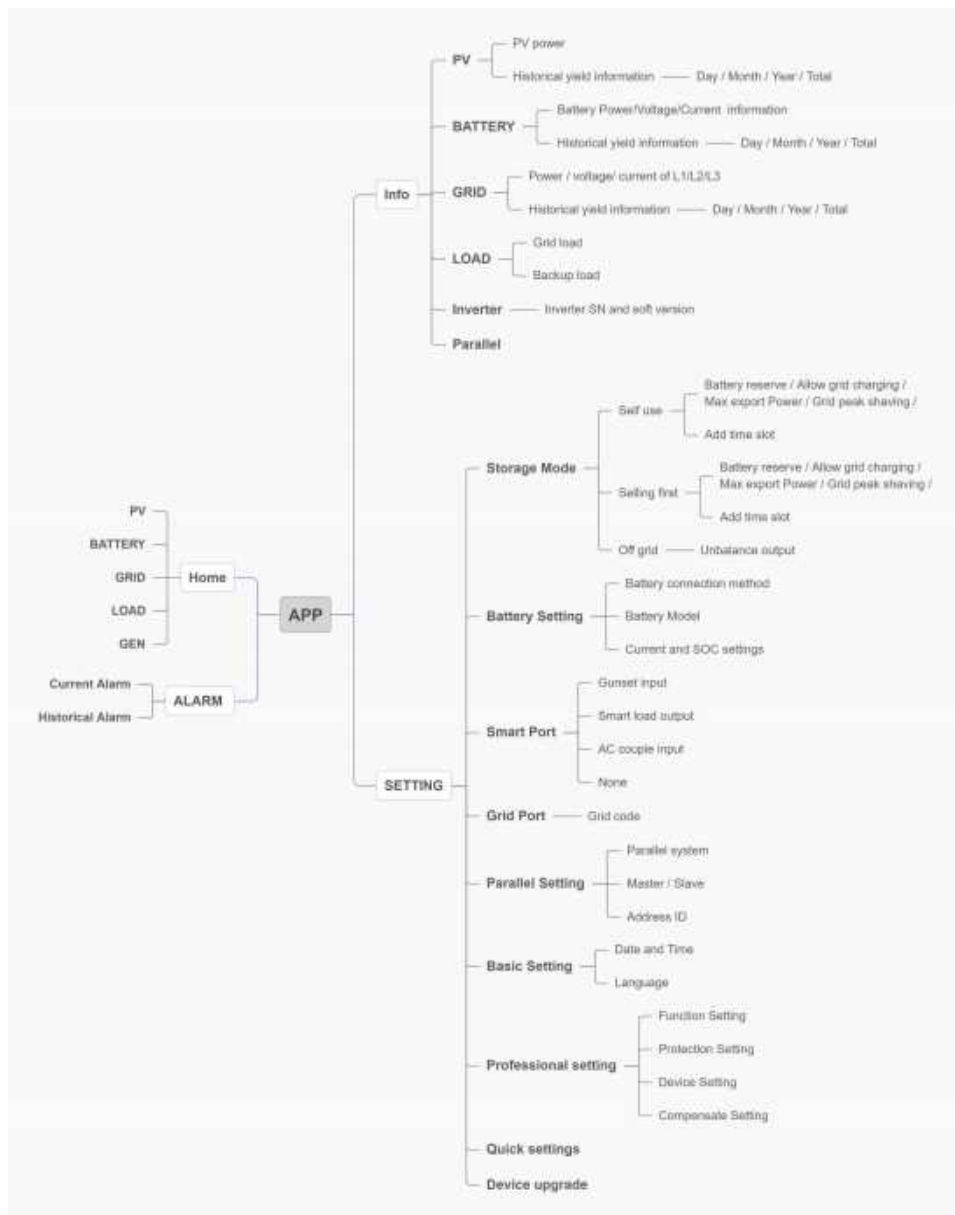 PV
PV power
Historical yield information
Day / Month / Year / Total
BATTERY
Battery Power/Voltage/Current information
Historical yield information
Day / Month / Year / Total
Info
GRID
Power / voltage/ current of L1/L2/L3
Historical yield information
Day / Month / Year / Total
LOAD
Grid load
Backup load
Inverter
Inverter SN and soft version
Parallel
Storage Mode
Self use
Battery reserve / Allow grid charging /
Max export Power / Grid peak shaving /
Add time slot
Selling first
Battery reserve / Allow grid charging /
Max export Power / Grid peak shaving /
Add time slot
Off grid
Unbalance output
PV
BATTERY
GRID
LOAD
GEN
Home
APP
Current Alarm
Historical Alarm
ALARM
SETTING
Battery Setting
Battery connection method
Battery Model
Current and SOC settings
Smart Port
Gunset input
Smart load output
AC couple input
None
Grid Port
Grid code
Parallel Setting
Parallel system
Master / Slave
Address ID
Basic Setting
Date and Time
Language
Professional setting
Function Setting
Protection Setting
Device Setting
Compensate Setting
Quick settings
Device upgrade